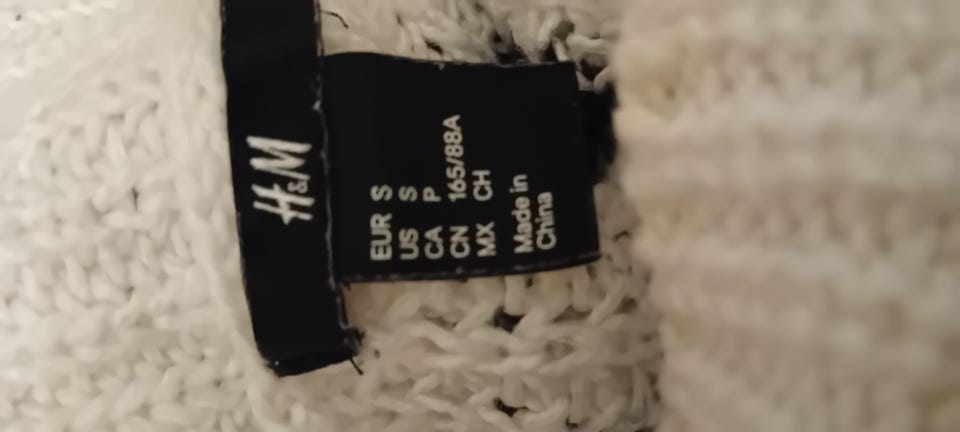 H&M
EUR S
US S
CA P
CN 165/88A
MX CH
Made in
China